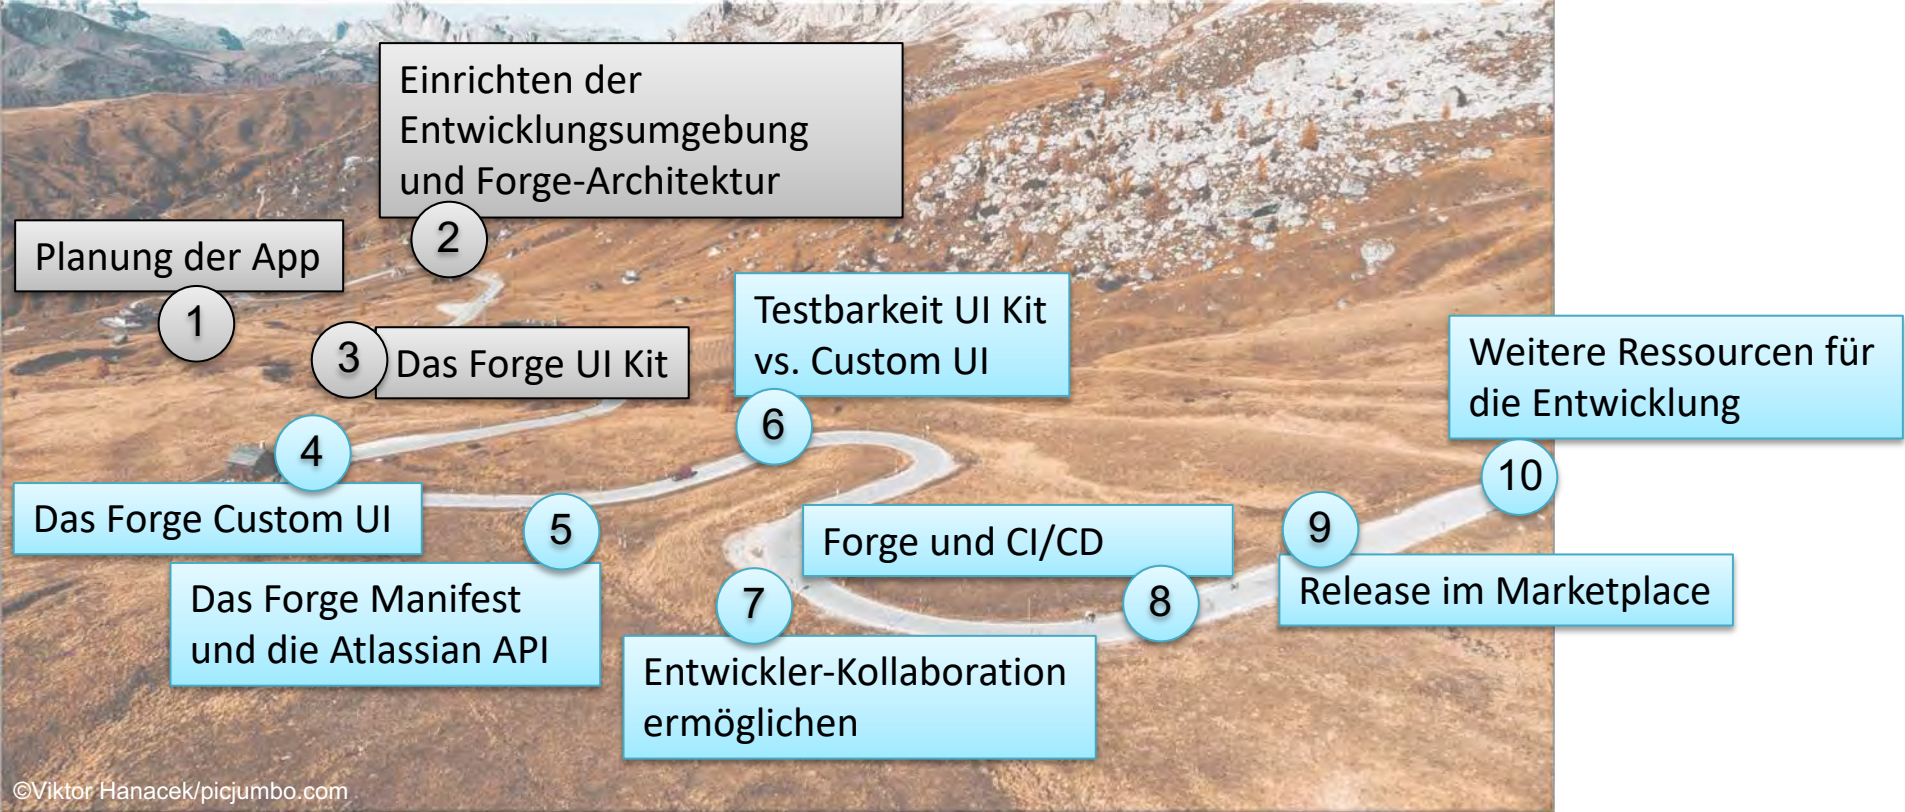 Planung der App
1
Einrichten der
Entwicklungsumgebung
und Forge-Architektur
2
3
Das Forge UI Kit
4
Das Forge Custom UI
5
Das Forge Manifest
und die Atlassian API
Testbarkeit UI Kit
vs. Custom UI
6
7
Entwickler-Kollaboration
ermöglichen
Forge und CI/CD
8
9
Release im Marketplace
Weitere Ressourcen für
die Entwicklung
10
©Viktor Hanacek/picjumbo.com